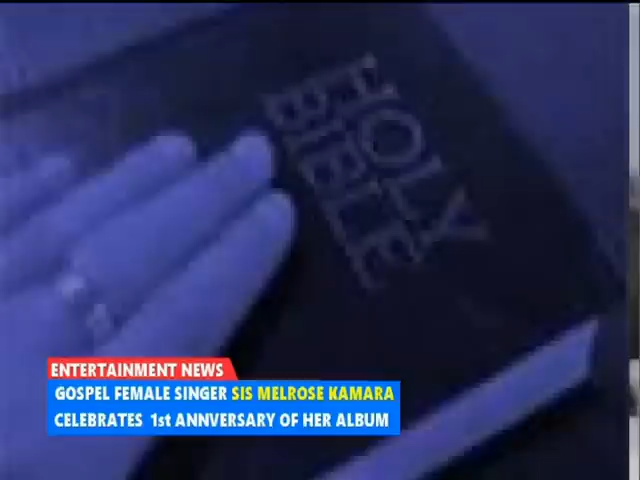 HOLY
BIBLE
ENTERTAINMENT NEWS
GOSPEL FEMALE SINGER SIS MELROSE KAMARA
CELEBRATES 1st ANNVERSARY OF HER ALBUM